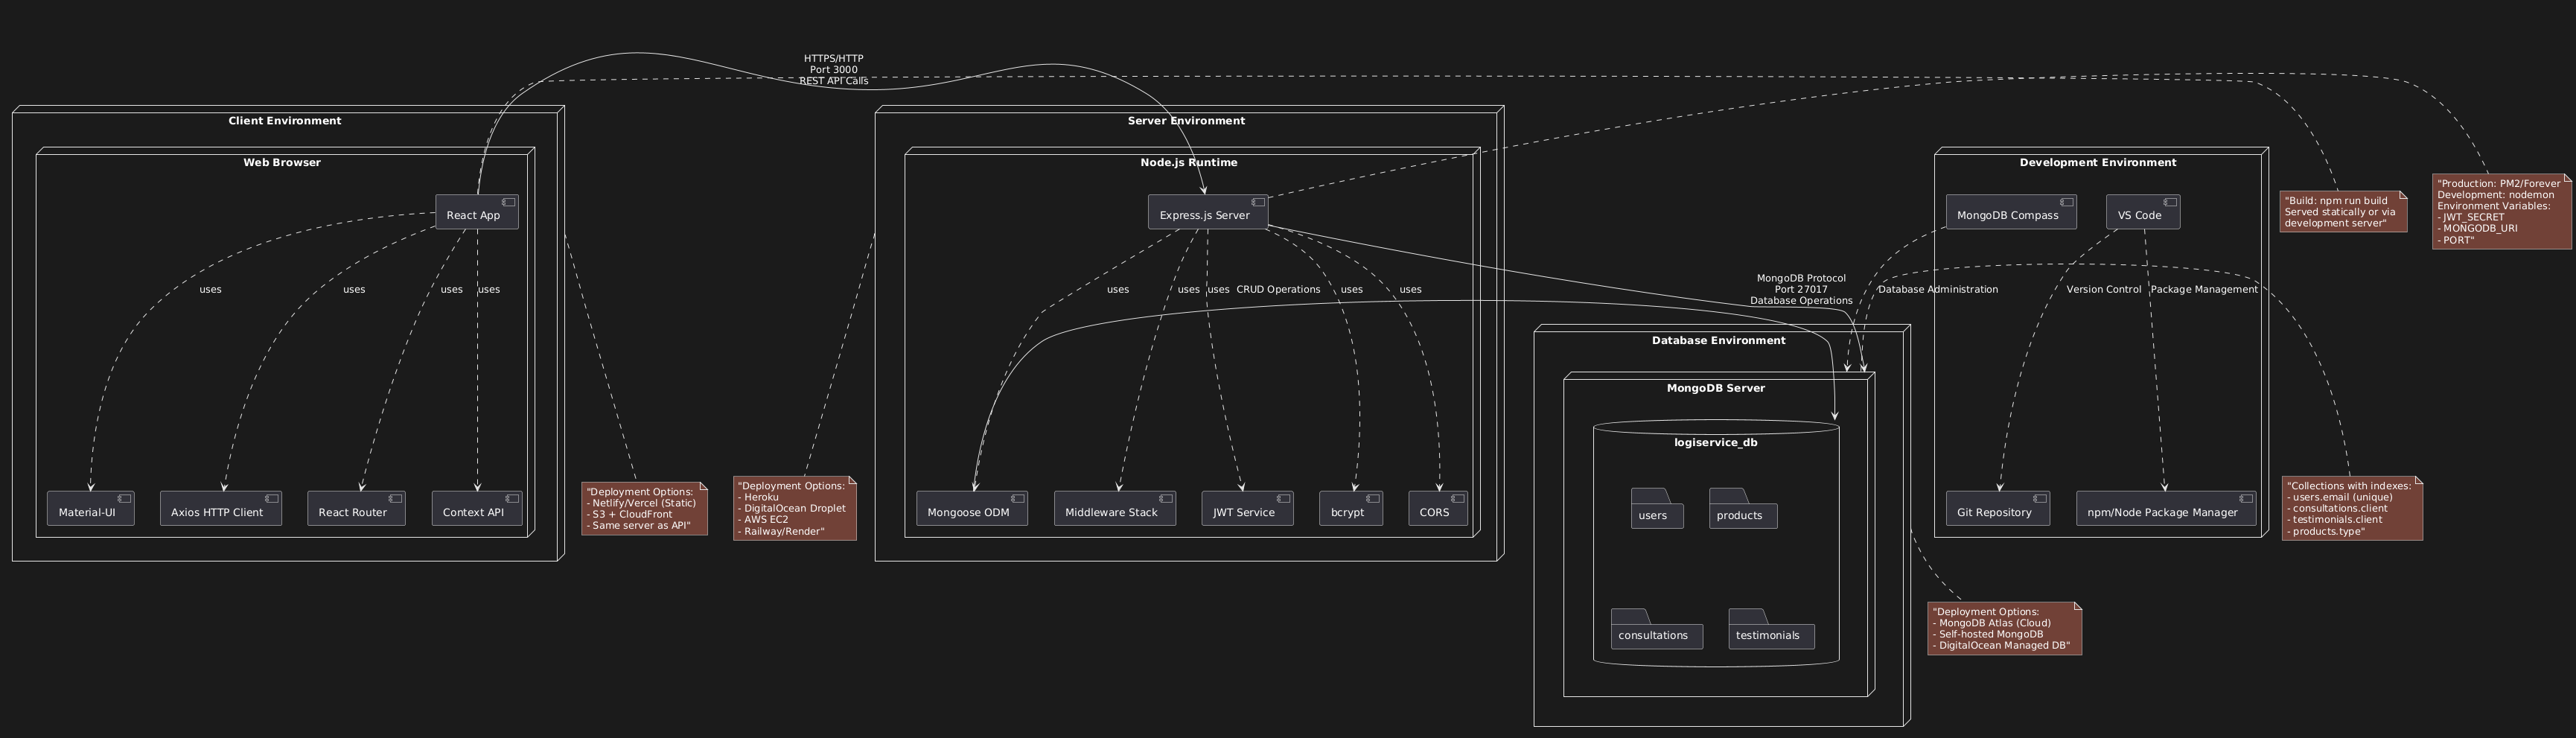 HTTPS/HTTP
Port 3000
REST API Calls
Client Environment
Web Browser
React App
uses
uses
uses
uses
Material-UI
Axios HTTP Client
React Router
Context API
"Deployment Options:
- Netlify/Vercel (Static)
- S3 + CloudFront
- Same server as API"
"Deployment Options:
- Heroku
- DigitalOcean Droplet
- AWS EC2
- Railway/Render"
Server Environment
Node.js Runtime
Express.js Server
uses
uses
uses
CRUD Operations
uses
uses
Mongoose ODM
Middleware Stack
JWT Service
bcrypt
CORS
MongoDB Protocol
Port 27017
Database Operations
Database Environment
MongoDB Server
logiservice_db
users
products
consultations
testimonials
Development Environment
MongoDB Compass
VS Code
Database Administration
Version Control
Package Management
Git Repository
npm/Node Package Manager
"Build: npm run build
Served statically or via
development server"
"Production: PM2/Forever
Development: nodemon
Environment Variables:
- JWT_SECRET
- MONGODB_URI
- PORT"
"Collections with indexes:
- users.email (unique)
- consultations.client
- testimonials.client
- products.type"
"Deployment Options:
- MongoDB Atlas (Cloud)
- Self-hosted MongoDB
- DigitalOcean Managed DB"